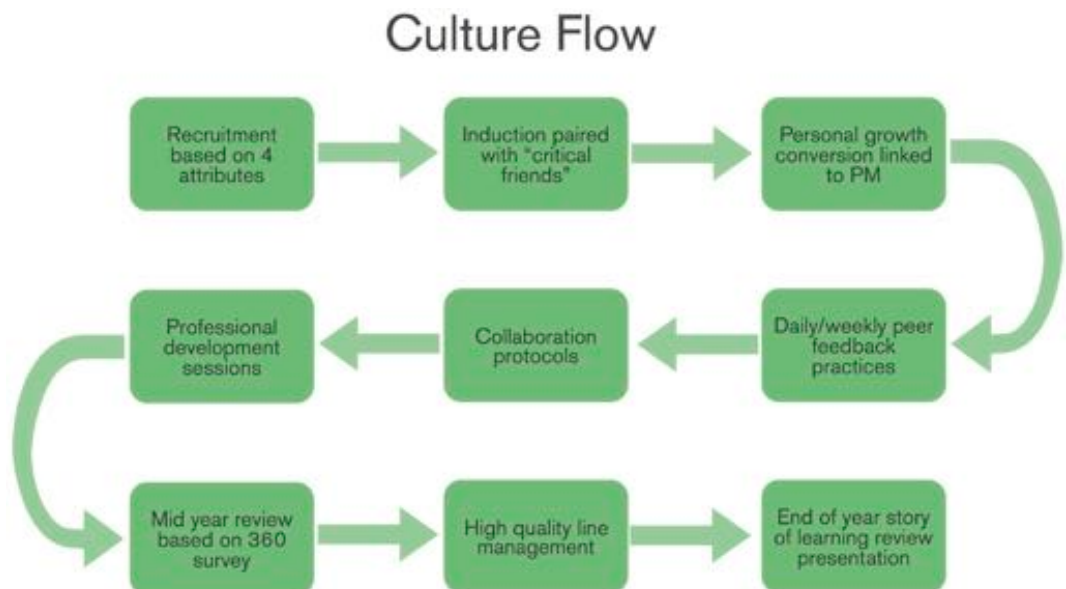 Culture Flow
Recruitment
based on 4
attributes
Induction paired
with "critical
friends"
Personal growth
conversion linked
to PM
Daily/weekly peer
feedback
practices
Collaboration
protocols
Professional
development
sessions
Mid year review
based on 360
survey
High quality line
management
End of year story
of learning review
presentation